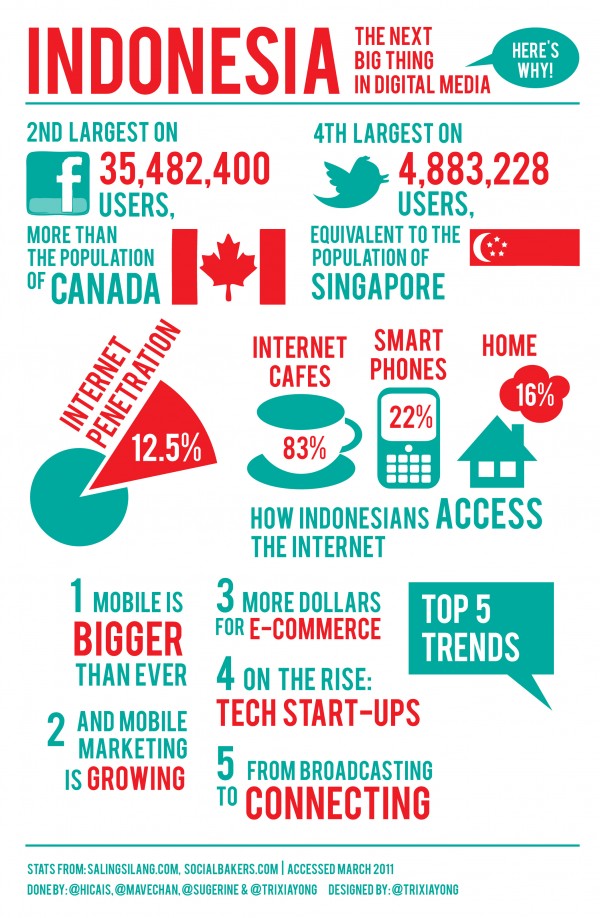 INDONESIA
THE NEXT
BIG THING
IN DIGITAL MEDIA
HERE'S
WHY!
2ND LARGEST ON
f
35,482,400
USERS,
MORE THAN
THE POPULATION
OF CANADA
4TH LARGEST ON
4,883,228
USERS,
EQUIVALENT TO THE
POPULATION OF
SINGAPORE
INTERNET
PENETRATION
12.5%
INTERNET
CAFES
83%
SMART
PHONES
22%
HOME
16%
HOW INDONESIANS ACCESS
THE INTERNET
1 MOBILE IS
BIGGER
THAN EVER
2 AND MOBILE
MARKETING
IS GROWING
3 MORE DOLLARS
FOR E-COMMERCE
4 ON THE RISE:
TECH START-UPS
5 FROM BROADCASTING
TO CONNECTING
TOP 5
TRENDS
STATS FROM: SALINGSILANG.COM, SOCIALBAKERS.COM | ACCESSED MARCH 2011
DONE BY: @HICAIS, @MAVECHAN, @SUGERINE & @TRIXIAYONG DESIGNED BY: @TRIXIAYONG